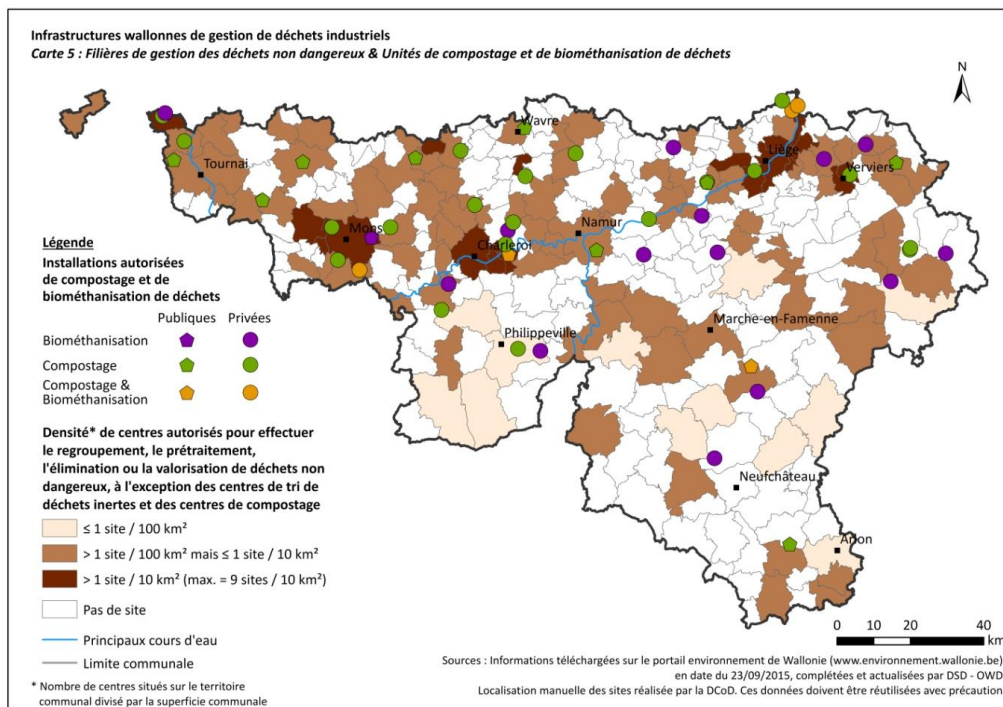 Infrastructures wallonnes de gestion de déchets industriels
Carte 5 : Filières de gestion des déchets non dangereux & Unités de compostage et de biométhanisation de déchets
N
Wavre
Tournai
Liège
Verviers
Mons
Namur
Charleroi
Marche-en-Famenne
Philippeville
Neufchâteau
Arlon
Légende
Installations autorisées
de compostage et de
biométhanisation de déchets
Publiques Privées
Biométhanisation
Compostage
Compostage &
Biométhanisation
Densité* de centres autorisés pour effectuer
le regroupement, le prétraitement,
l'élimination ou la valorisation de déchets non
dangereux, à l'exception des centres de tri de
déchets inertes et des centres de compostage
≤ 1 site / 100 km²
> 1 site / 100 km² mais ≤ 1 site / 10 km²
> 1 site / 10 km² (max. = 9 sites / 10 km²)
Pas de site
Principaux cours d'eau
Limite communale
* Nombre de centres situés sur le territoire
communal divisé par la superficie communale
0 10 20 40
km
Sources : Informations téléchargées sur le portail environnement de Wallonie (www.environnement.wallonie.be)
en date du 23/09/2015, complétées et actualisées par DSD - OWD
Localisation manuelle des sites réalisée par la DCoD. Ces données doivent être réutilisées avec précaution